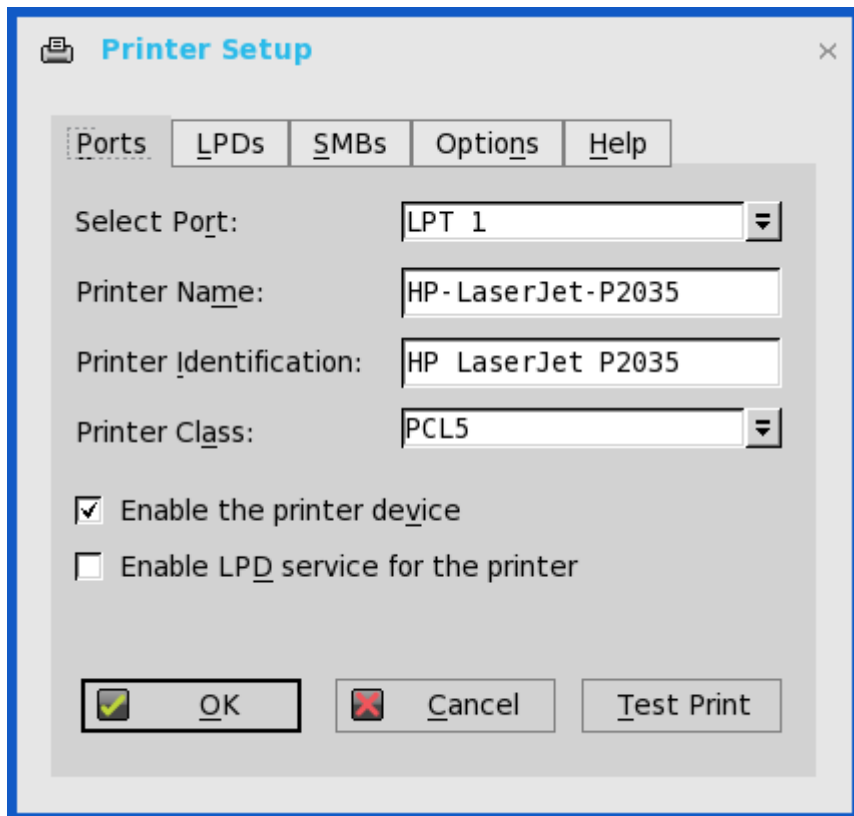 Printer Setup
Ports LPDs SMBs Options Help
Select Port: LPT 1
Printer Name: HP-LaserJet-P2035
Printer Identification: HP LaserJet P2035
Printer Class: PCL5
Enable the printer device
Enable LPD service for the printer
OK Cancel Test Print